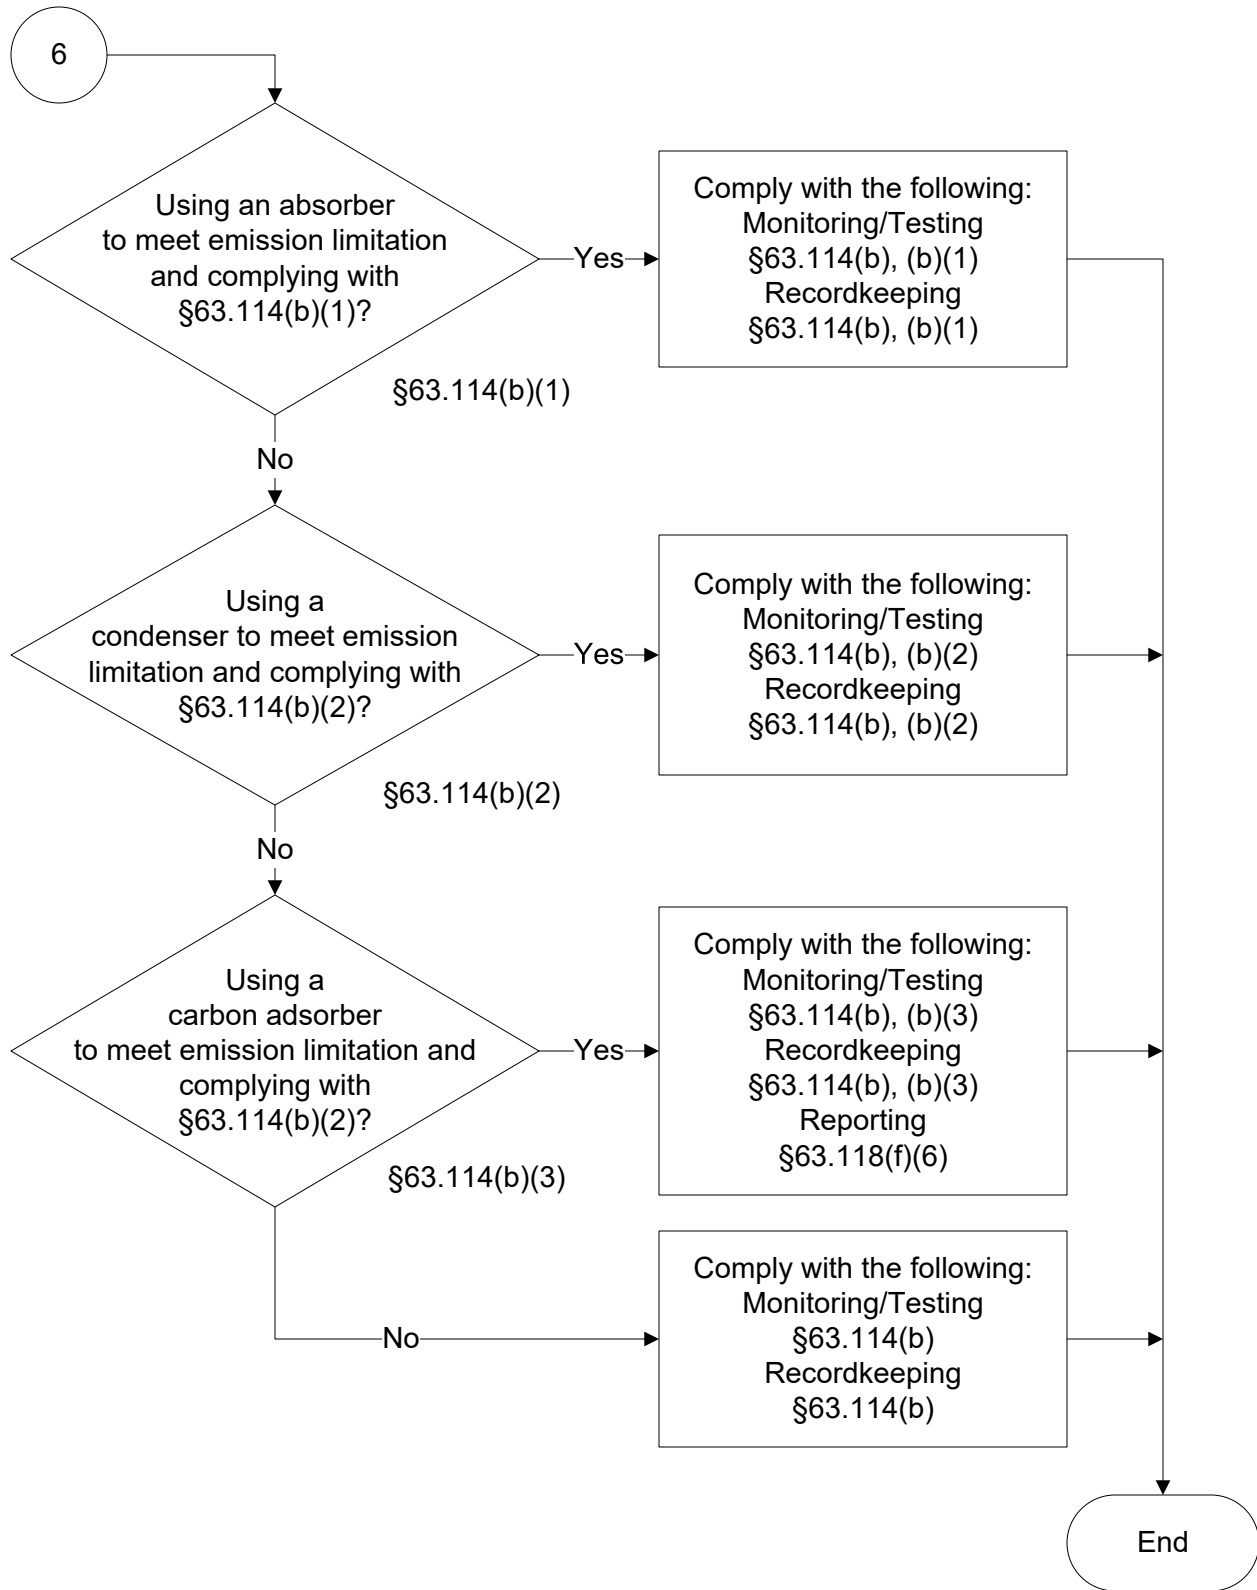 6
Using an absorber
to meet emission limitation
and complying with
§63.114(b)(1)?
Yes
Comply with the following:
Monitoring/Testing
§63.114(b), (b)(1)
Recordkeeping
§63.114(b), (b)(1)
§63.114(b)(1)
No
Using a
condenser to meet emission
limitation and complying with
§63.114(b)(2)?
Yes
Comply with the following:
Monitoring/Testing
§63.114(b), (b)(2)
Recordkeeping
§63.114(b), (b)(2)
§63.114(b)(2)
No
Using a
carbon adsorber
to meet emission limitation and
complying with
§63.114(b)(2)?
Yes
Comply with the following:
Monitoring/Testing
§63.114(b), (b)(3)
Recordkeeping
§63.114(b), (b)(3)
Reporting
§63.118(f)(6)
§63.114(b)(3)
No
Comply with the following:
Monitoring/Testing
§63.114(b)
Recordkeeping
§63.114(b)
End